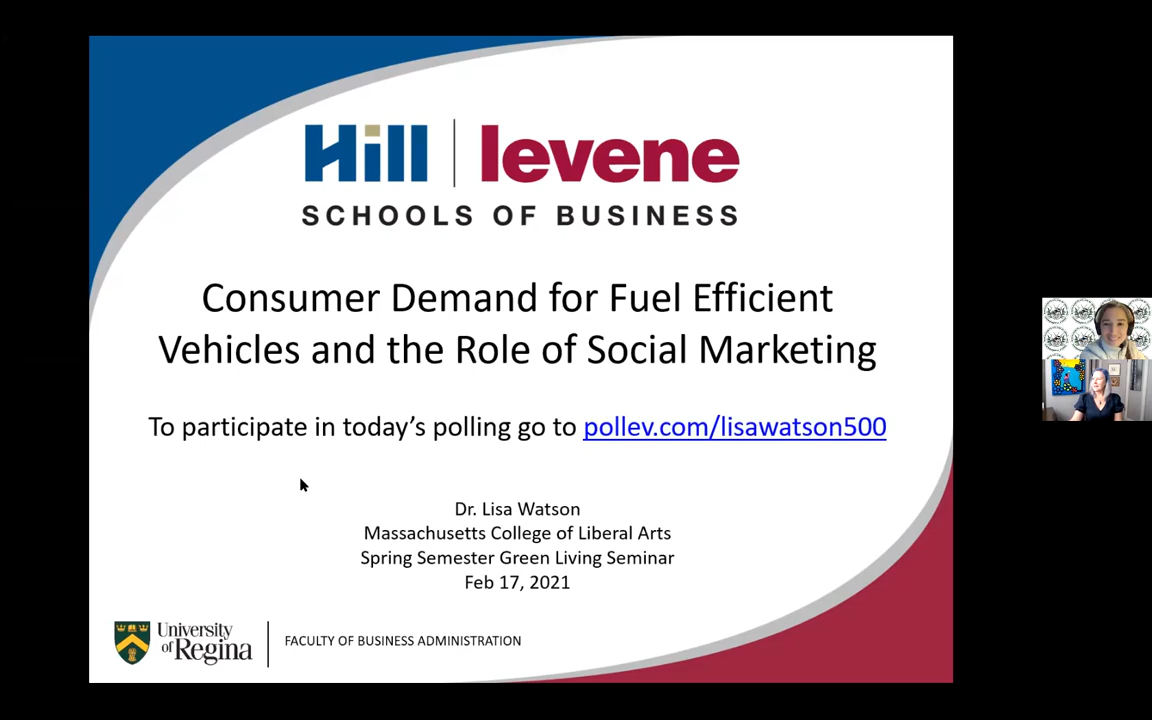 Hill | levene
SCHOOLS OF BUSINESS
Consumer Demand for Fuel Efficient
Vehicles and the Role of Social Marketing
To participate in today's polling go to pollev.com/lisawatson500
Dr. Lisa Watson
Massachusetts College of Liberal Arts
Spring Semester Green Living Seminar
Feb 17, 2021
University
of Regina
FACULTY OF BUSINESS ADMINISTRATION